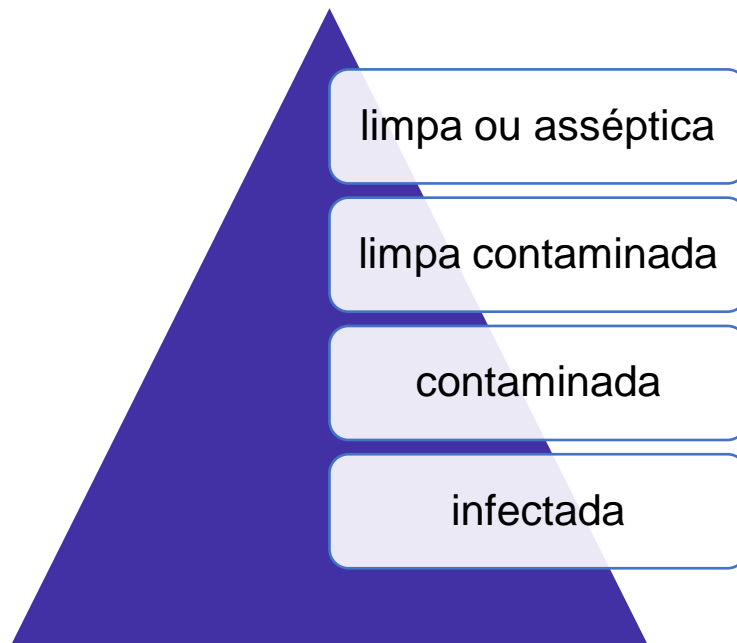 limpa ou asséptica
limpa contaminada
contaminada
infectada